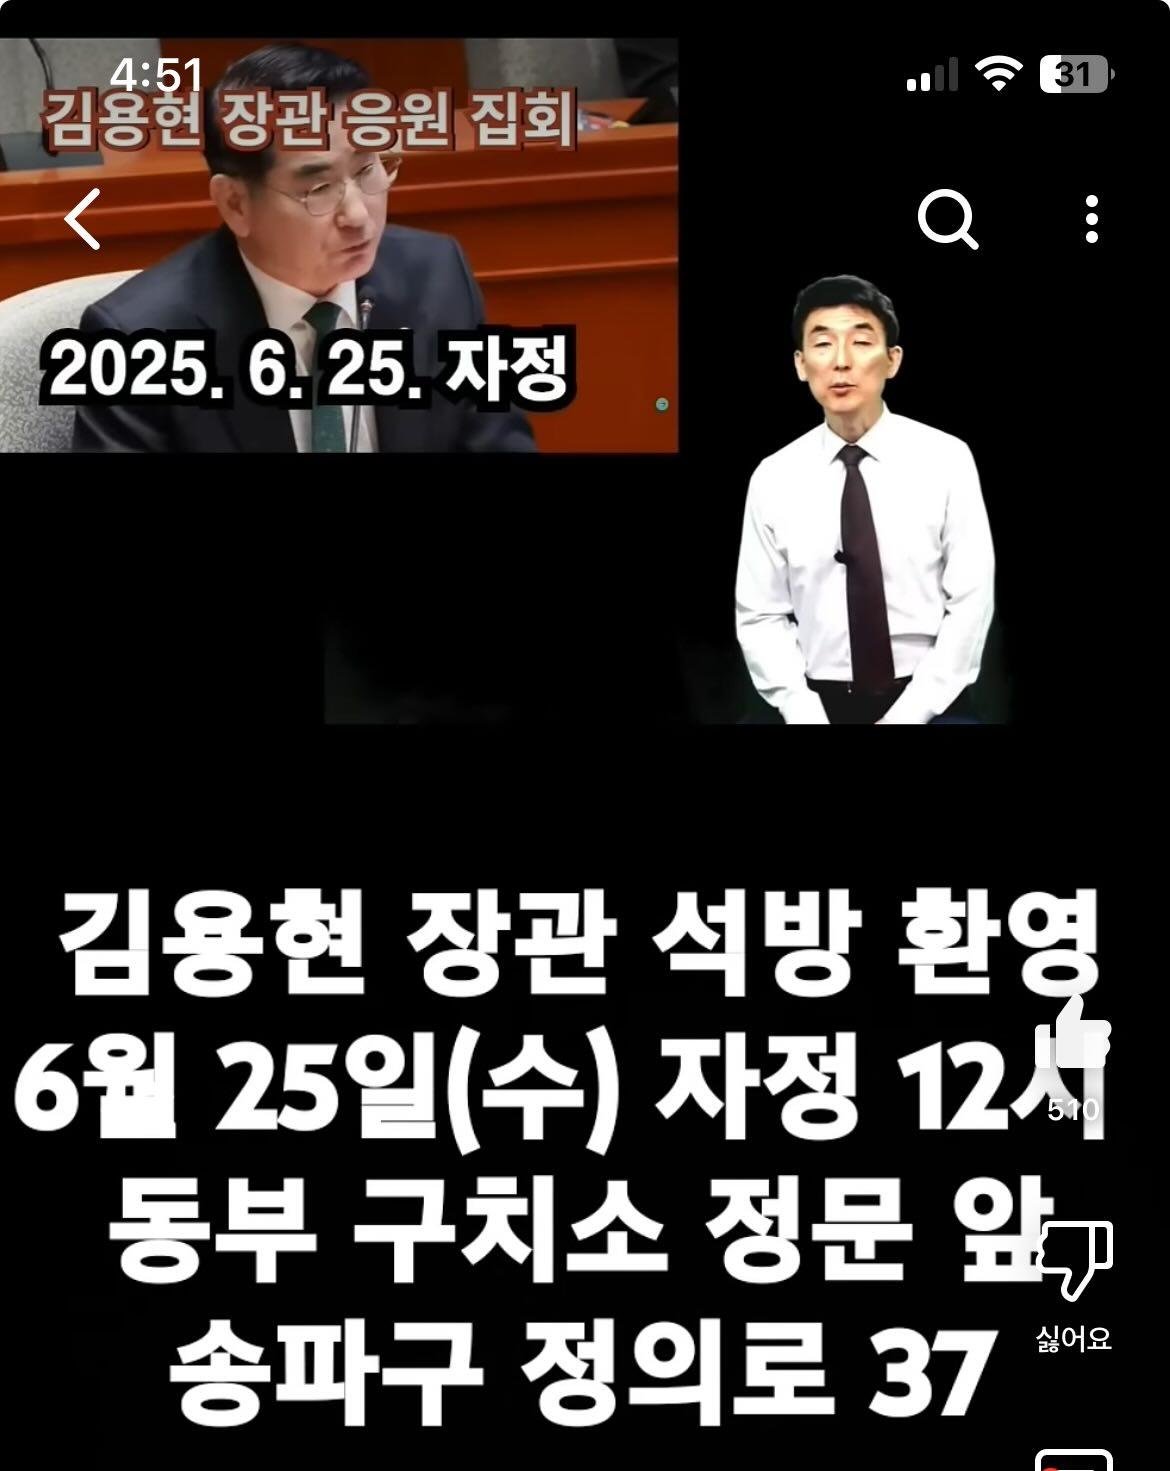 4:51
31
김용현 장관 응원 집회
2025. 6. 25. 자정
김용현 장관 석방 환영
6월 25일(수) 자정 12시
510
동부 구치소 정문 앞
싫어요
송파구 정의로 37